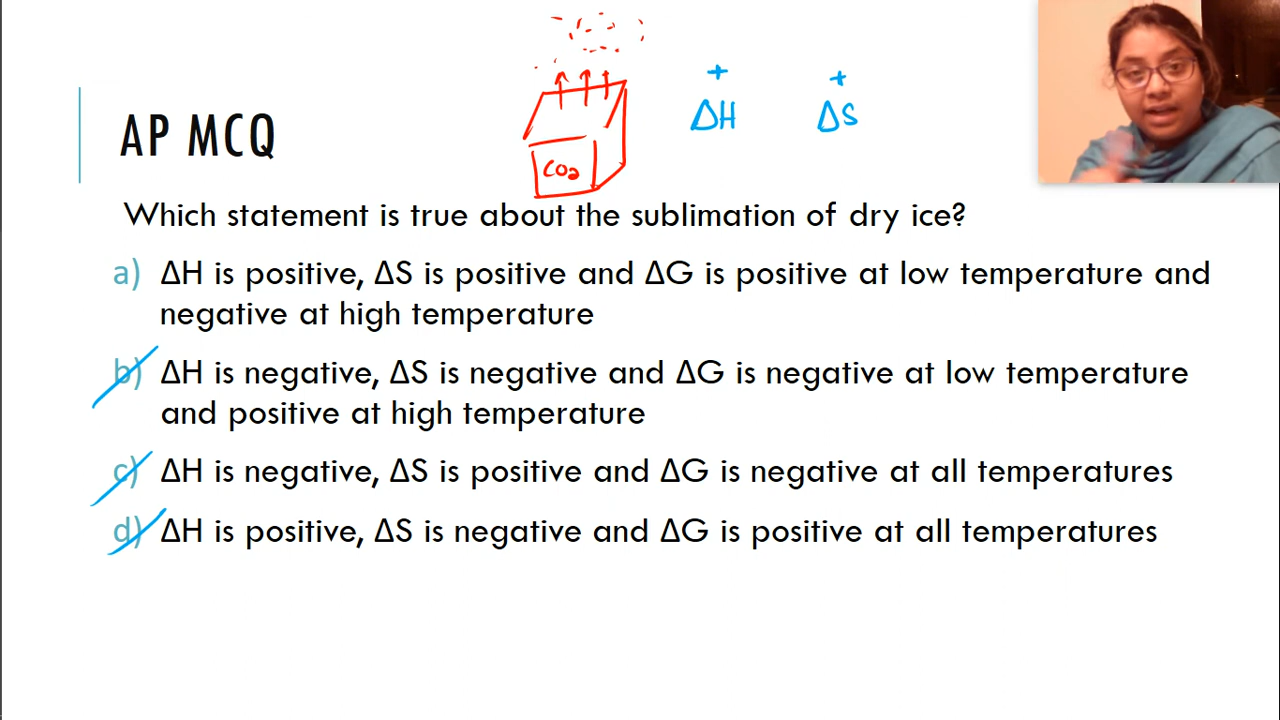 + +
ΔH ΔS
AP MCQ
CO2
Which statement is true about the sublimation of dry ice?
a) ΔH is positive, ΔS is positive and ΔG is positive at low temperature and
negative at high temperature
b) ΔH is negative, ΔS is negative and ΔG is negative at low temperature
and positive at high temperature
c) ΔH is negative, ΔS is positive and ΔG is negative at all temperatures
d) ΔH is positive, ΔS is negative and ΔG is positive at all temperatures